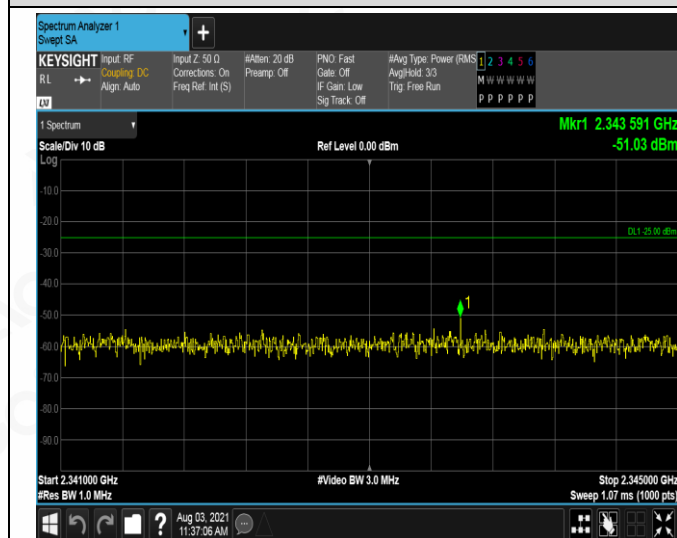 Spectrum Analyzer 1
Swept SA
+
KEYSIGHT Input: RF Input Z: 50 Ω #Atten: 20 dB PNO: Fast #Avg Type: Power (RMS 1 2 3 4 5 6
RL Coupling: DC Corrections: On Preamp: Off Gate: Off Avg|Hold: 3/3 M W W W W W
Align: Auto Freq Ref: Int (S) IF Gain: Low Trig: Free Run
Sig Track: Off P P P P P P
LXI
1 Spectrum Mkr1 2.343 591 GHz
Scale/Div 10 dB Ref Level 0.00 dBm -51.03 dBm
Log
-10.0
-20.0
DL1 -25.00 dBm
-30.0
-40.0
1
-50.0
-60.0
-70.0
-80.0
-90.0
Start 2.341000 GHz #Video BW 3.0 MHz Stop 2.345000 GHz
#Res BW 1.0 MHz Sweep 1.07 ms (1000 pts)
? Aug 03, 2021
11:37:06 AM